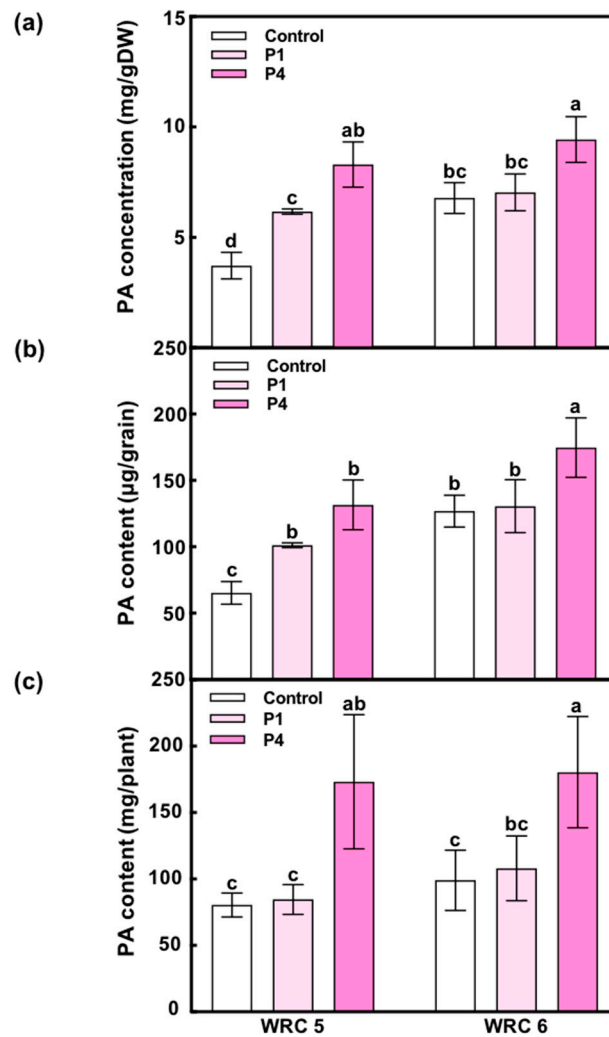 (a)
PA concentration (mg/gDW)
15
10
5
Control
P1
P4
d
c
ab
bc
bc
a
(b)
PA content (μg/grain)
250
200
150
100
50
Control
P1
P4
c
b
b
b
b
a
(c)
PA content (mg/plant)
250
200
150
100
50
0
Control
P1
P4
c
c
ab
c
bc
a
WRC 5 WRC 6